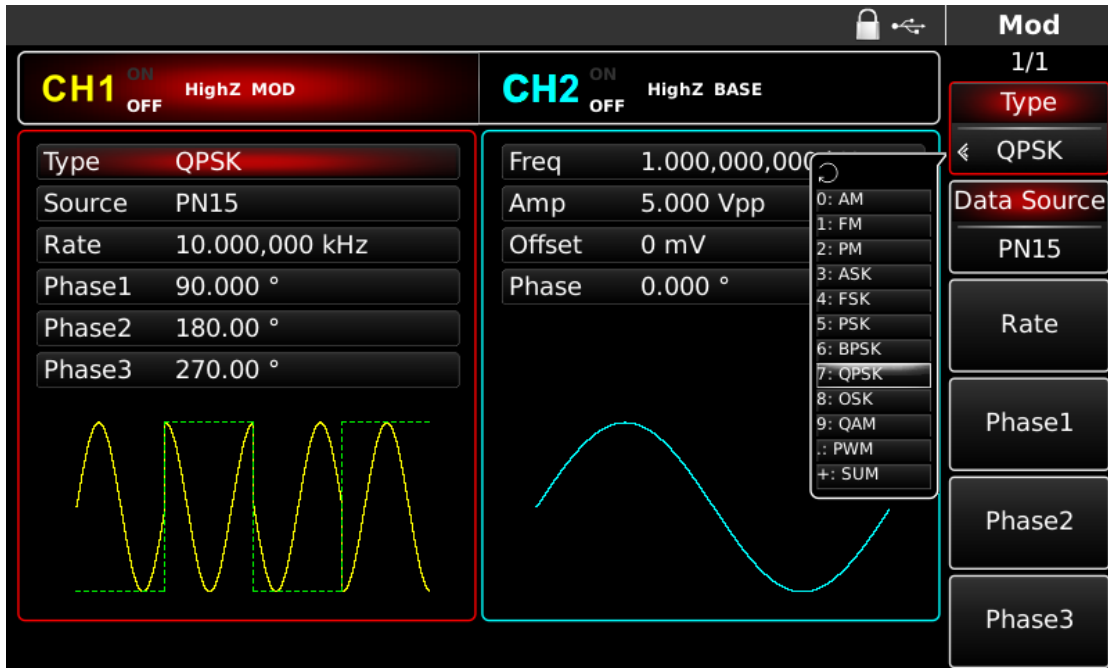 Mod
1/1
CH1 ON OFF HighZ MOD
CH2 ON OFF HighZ BASE
Type
QPSK
Data Source
PN15
Rate
Phase1
Phase2
Phase3
Type QPSK
Source PN15
Rate 10.000,000 kHz
Phase1 90.000 °
Phase2 180.00 °
Phase3 270.00 °
Freq 1.000,000,000
Amp 5.000 Vpp
Offset 0 mV
Phase 0.000 °
0: AM
1: FM
2: PM
3: ASK
4: FSK
5: PSK
6: BPSK
7: QPSK
8: OSK
9: QAM
.: PWM
+: SUM